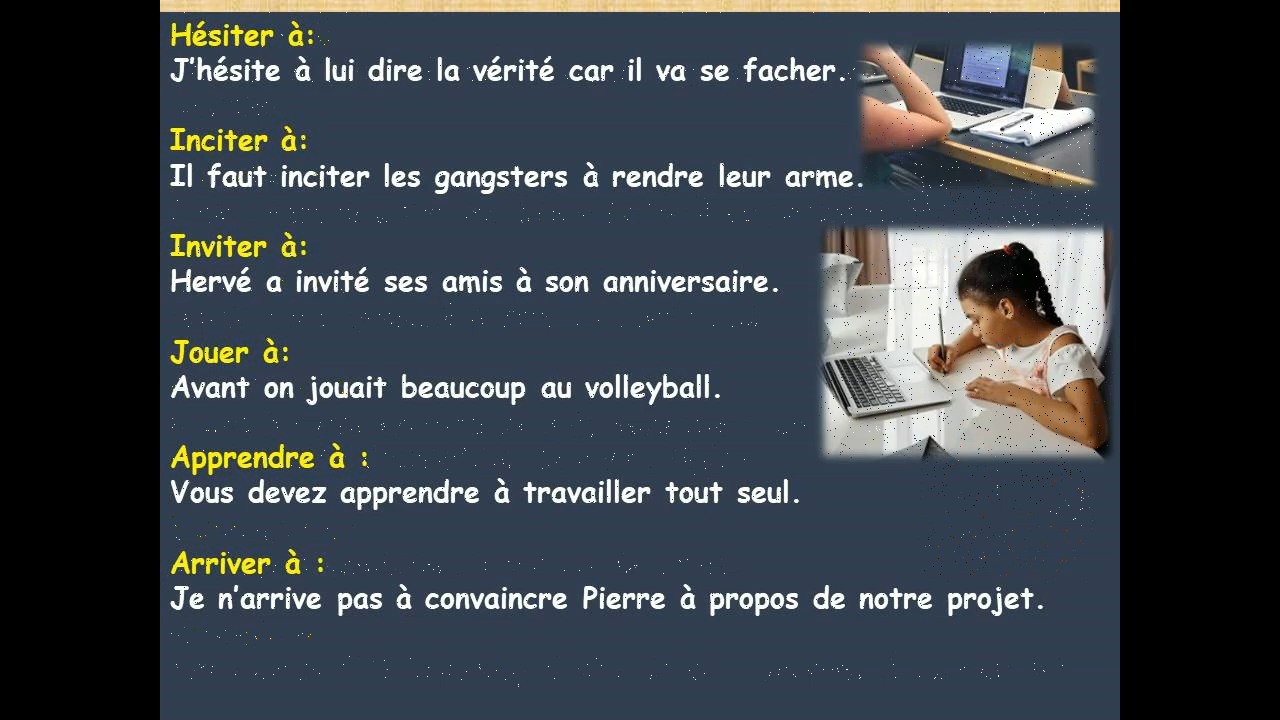 Hésiter à:
J'hésite à lui dire la vérité car il va se facher.
Inciter à:
Il faut inciter les gangsters à rendre leur arme.
Inviter à:
Hervé a invité ses amis à son anniversaire.
Jouer à:
Avant on jouait beaucoup au volleyball.
Apprendre à :
Vous devez apprendre à travailler tout seul.
Arriver à :
Je n'arrive pas à convaincre Pierre à propos de notre projet.